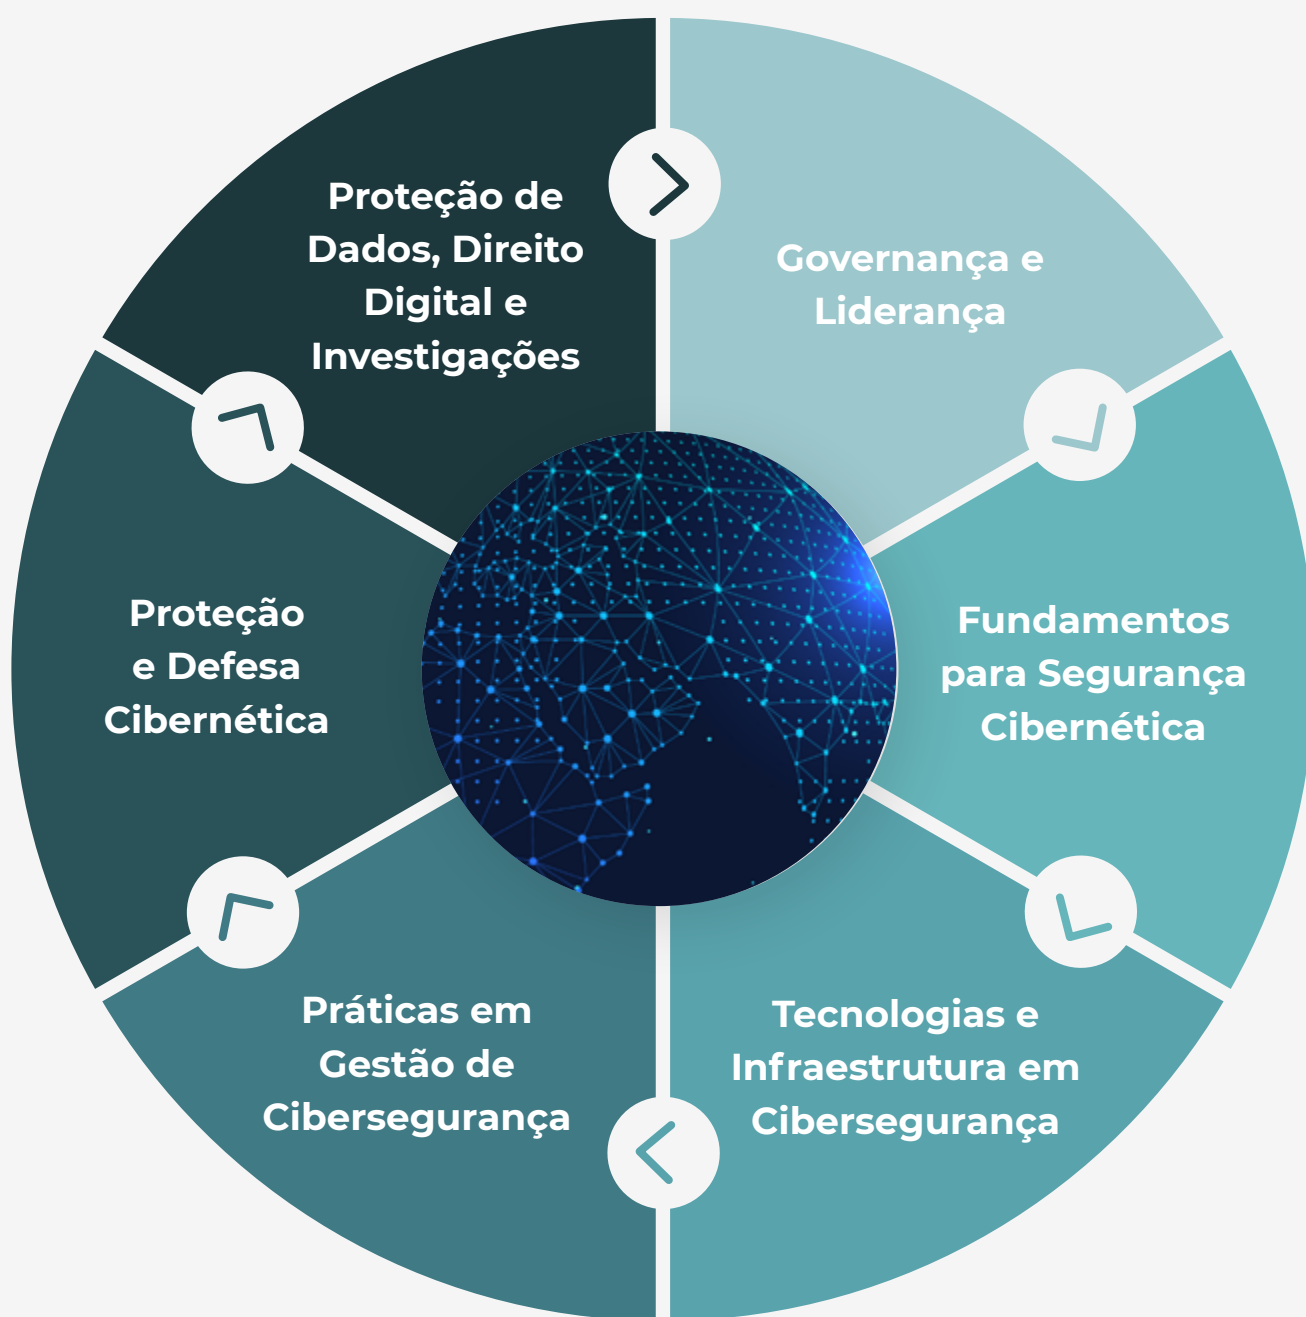 Proteção de
Dados, Direito
Digital e
Investigações
Governança e
Liderança
Fundamentos
para Segurança
Cibernética
Tecnologias e
Infraestrutura em
Cibersegurança
Práticas em
Gestão de
Cibersegurança
Proteção
e Defesa
Cibernética